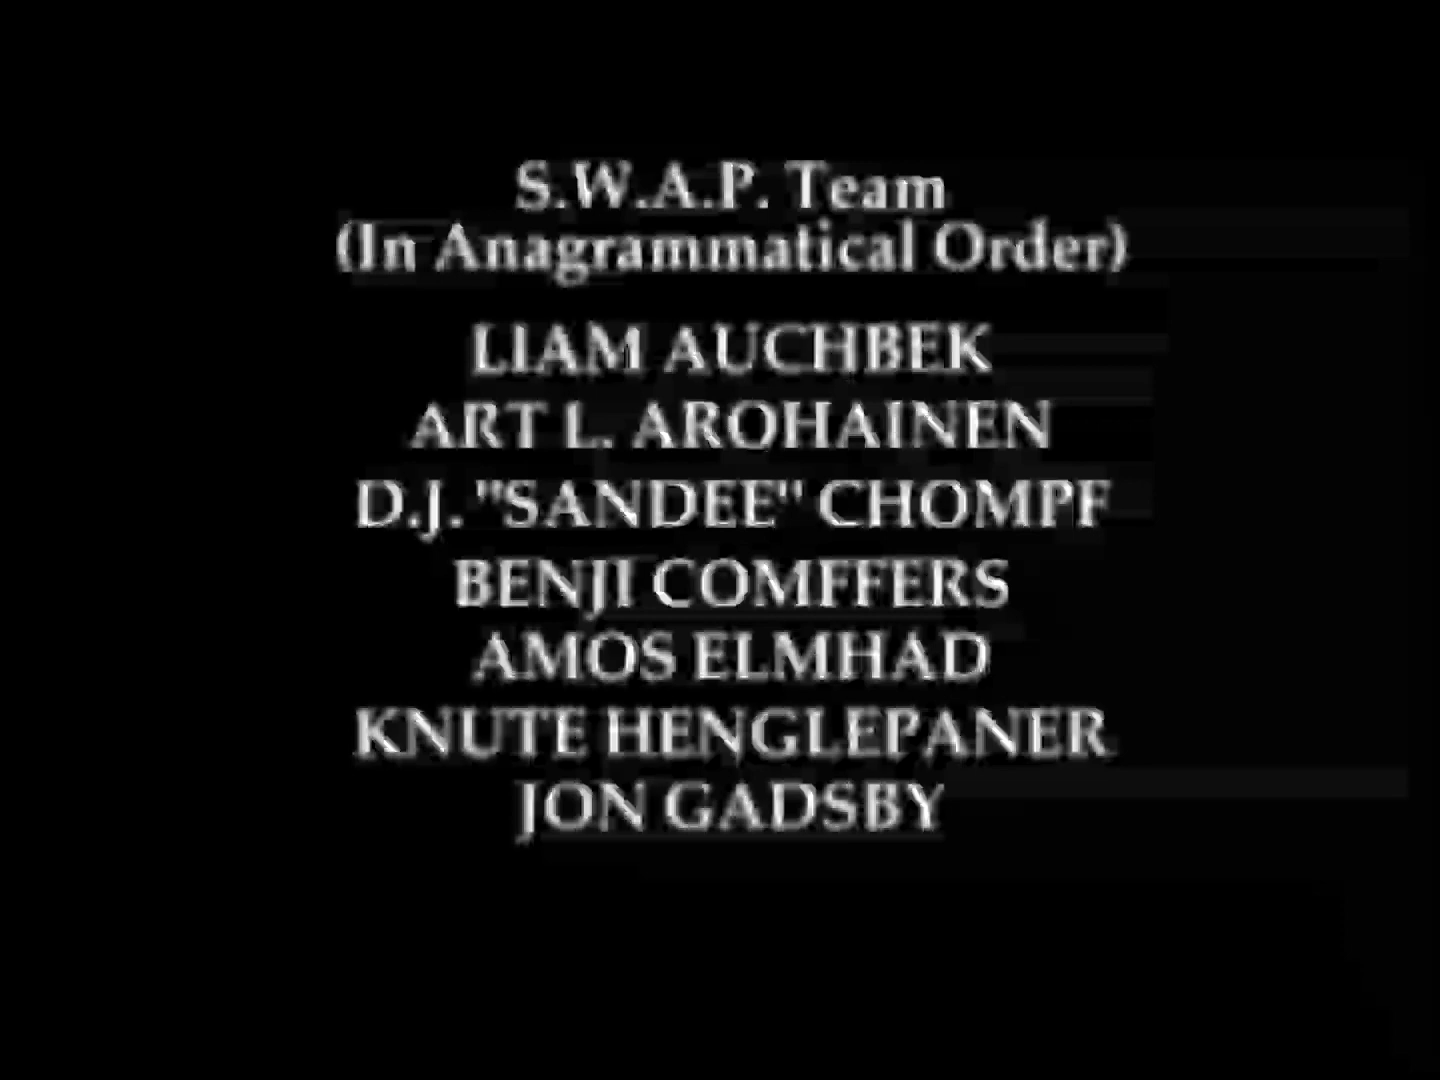 S.W.A.P. Team
(In Anagrammatical Order)
LIAM AUCHBEK
ART L. AROHAINEN
D.J. "SANDEE" CHOMPF
BENJI COMFFERS
AMOS ELMHAD
KNUTE HENGLEPANER
JON GADSBY